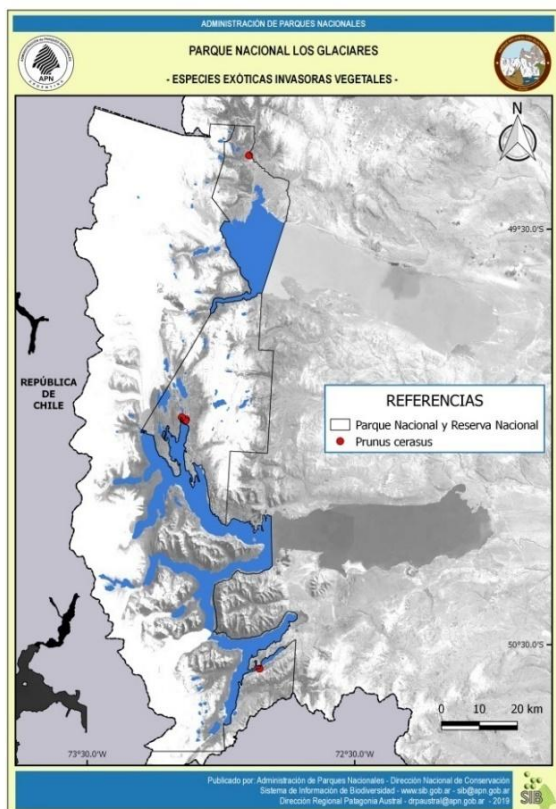 ADMINISTRACIÓN DE PARQUES NACIONALES
PARQUE NACIONAL LOS GLACIARES
- ESPECIES EXÓTICAS INVASORAS VEGETALES -
APN
ARGENTINA
N
49°30.0'S
REPÚBLICA
DE
CHILE
REFERENCIAS
Parque Nacional y Reserva Nacional
Prunus cerasus
50°30.0'S
0 10 20 km
73°30.0'W
72°30.0'W
Publicado por: Administración de Parques Nacionales - Dirección Nacional de Conservación
Sistema de Información de Biodiversidad - www.sib.gob.ar - sib@apn.gob.ar
Dirección Regional Patagonia Austral - drpaustral@apn.gob.ar - 2019
SIB